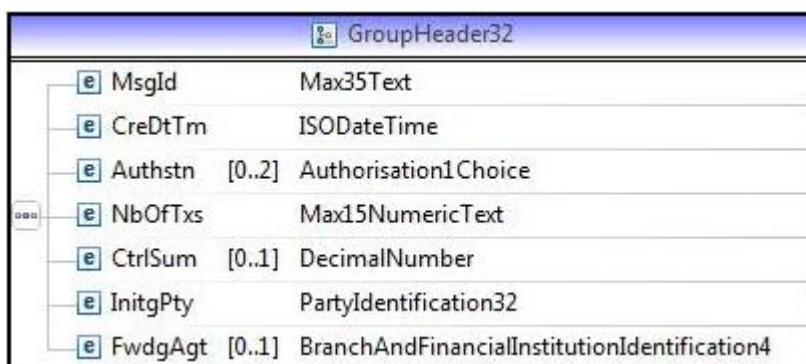 GroupHeader32
e MsgId Max35Text
e CreDtTm ISODateTime
e Authstn [0..2] Authorisation1Choice
e NbOfTxs Max15NumericText
e CtrlSum [0..1] DecimalNumber
e InitgPty PartyIdentification32
e FwdgAgt [0..1] BranchAndFinancialInstitutionIdentification4